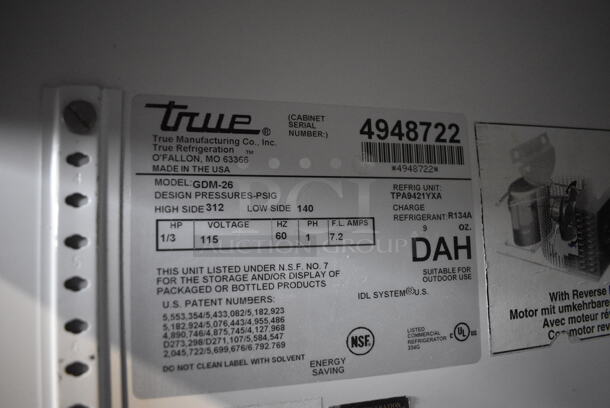 true®
True Manufacturing Co., Inc.
True Refrigeration ™
O'FALLON, MO 63366
MADE IN THE USA
(CABINET
SERIAL
NUMBER:)
4948722
*4948722*
MODEL: GDM-26
DESIGN PRESSURES-PSIG
HIGH SIDE 312 LOW SIDE 140
REFRIG UNIT:
TPA9421YXA
CHARGE
REFRIGERANT: R134A
9 OZ.
HP VOLTAGE HZ PH F.L. AMPS
1/3 115 60 1 7.2
DAH
SUITABLE FOR
OUTDOOR USE
THIS UNIT LISTED UNDER N.S.F. NO. 7
FOR THE STORAGE AND/OR DISPLAY OF
PACKAGED OR BOTTLED PRODUCTS
IDL SYSTEM® U.S.
U.S. PATENT NUMBERS:
5,553,354/5,433,082/5,182,923
5,182,924/5,076,443/4,955,486
4,890,746/4,875,745/4,127,968
D273,298/D271,107/5,584,547
2,045,722/5,699,676/6.792.769
DO NOT CLEAN LABEL WITH SOLVENT
ENERGY
SAVING
NSF
LISTED
COMMERCIAL
REFRIGERATOR
C UL US
With Reverse
Motor mit umkehrbare
Avec moteur
AUCTION GROUP